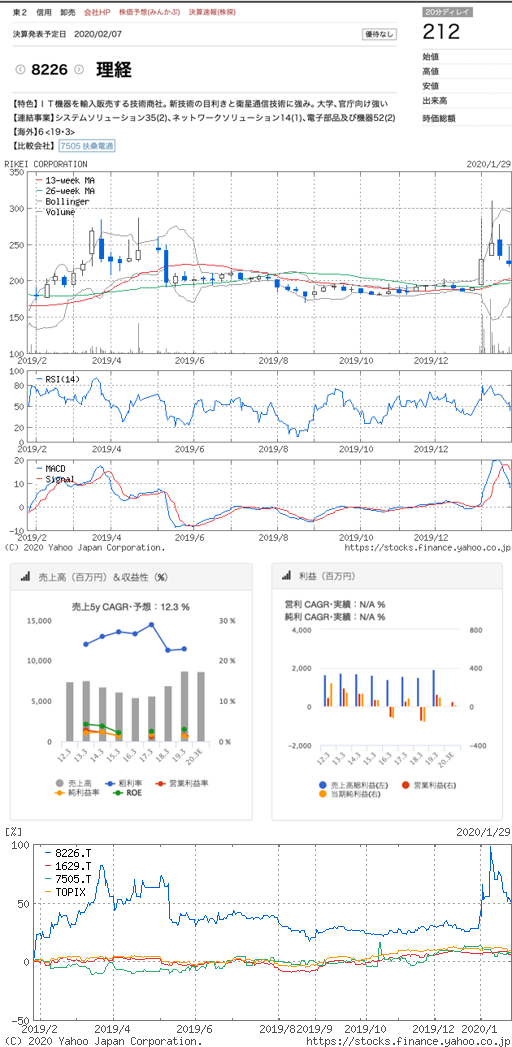 東2 信用 卸売 会社HP 株価予想(みんかぶ) 決算速報(株探)
20分ディレイ
決算発表予定日 2020/02/07
優待なし
212
8226
理経
始値
高値
安値
出来高
時価総額
【特色】ＩＴ機器を輸入販売する技術商社。新技術の目利きと衛星通信技術に強み。大学、官庁向け強い
【連結事業】システムソリューション35(2)、ネットワークソリューション14(1)、電子部品及び機器52(2)
【海外】6 <19・3>
【比較会社】 7505 扶桑電通
RIKEI CORPORATION
2020/1/29
350
13-week MA
26-week MA
300
Bollinger
Volume
250
200
150
100
2019/2 2019/4 2019/6 2019/8 2019/10 2019/12
100
RSI(14)
50
0
2019/2 2019/4 2019/6 2019/8 2019/10 2019/12
20
MACD
Signal
10
0
-10
2019/2 2019/4 2019/6 2019/8 2019/10 2019/12
(C) 2020 Yahoo Japan Corporation.
https://stocks.finance.yahoo.co.jp
売上高（百万円）＆収益性（%）
売上5y CAGR・予想：12.3 %
15,000
30 %
10,000
20 %
5,000
10 %
0
0 %
12.3 13.3 14.3 15.3 16.3 17.3 18.3 19.3 20.3E
売上高 粗利率 営業利益率
純利益率 ROE
利益（百万円）
営利 CAGR・実績：N/A %
純利 CAGR・実績：N/A %
4,000
800
2,000
400
0
0
−2,000
−400
12.3 13.3 14.3 15.3 16.3 17.3 18.3 19.3 20.3E
売上高総利益(左) 営業利益(右)
当期純利益(右)
[%]
2020/1/29
100
8226.T
1629.T
7505.T
TOPIX
50
0
-50
2019/2 2019/4 2019/6 2019/8 2019/9 2019/10 2019/12 2020/1
(C) 2020 Yahoo Japan Corporation.
https://stocks.finance.yahoo.co.jp